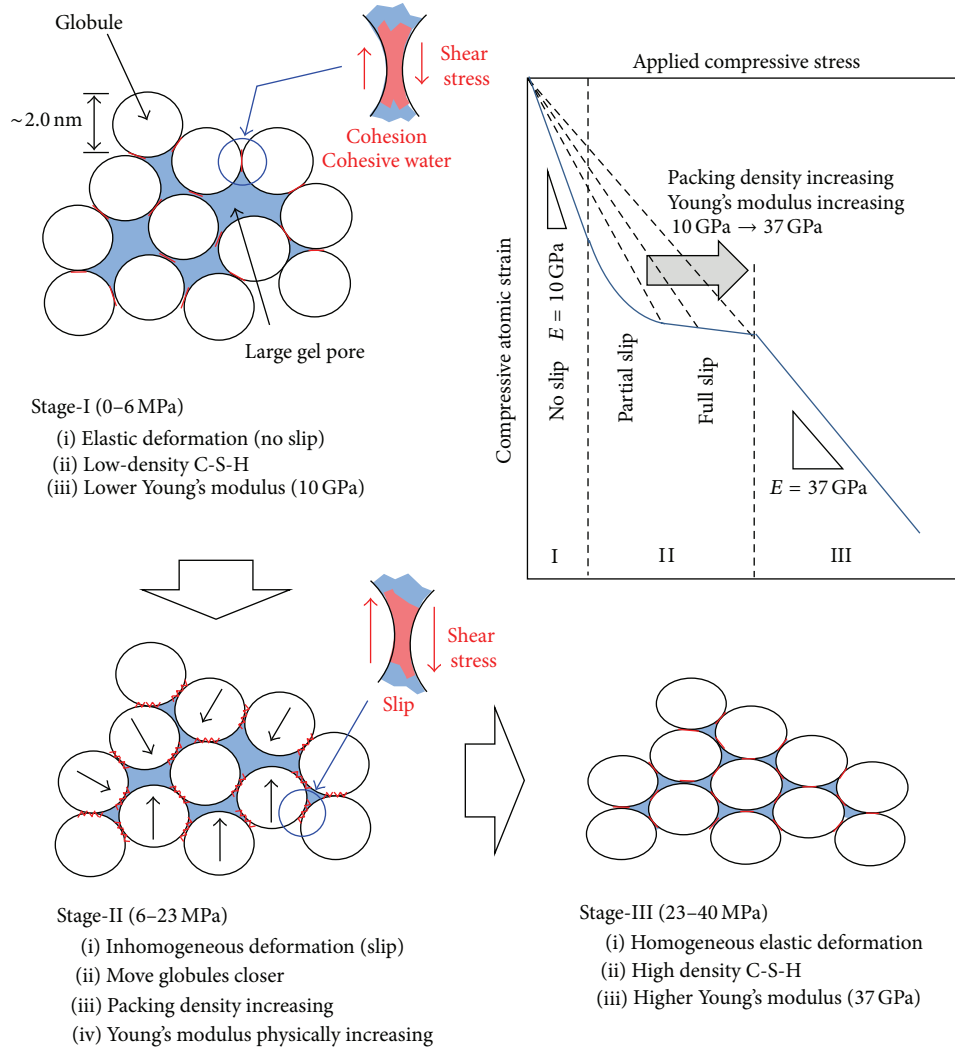 Globule
~2.0 nm
Shear
stress
Cohesion
Cohesive water
Large gel pore
Stage-I (0–6 MPa)
(i) Elastic deformation (no slip)
(ii) Low-density C-S-H
(iii) Lower Young's modulus (10 GPa)
Applied compressive stress
Compressive atomic strain
Packing density increasing
Young's modulus increasing
10 GPa → 37 GPa
E = 10 GPa
No slip
Partial slip
Full slip
E = 37 GPa
I
II
III
Shear
stress
Slip
Stage-II (6–23 MPa)
(i) Inhomogeneous deformation (slip)
(ii) Move globules closer
(iii) Packing density increasing
(iv) Young's modulus physically increasing
Stage-III (23–40 MPa)
(i) Homogeneous elastic deformation
(ii) High density C-S-H
(iii) Higher Young's modulus (37 GPa)